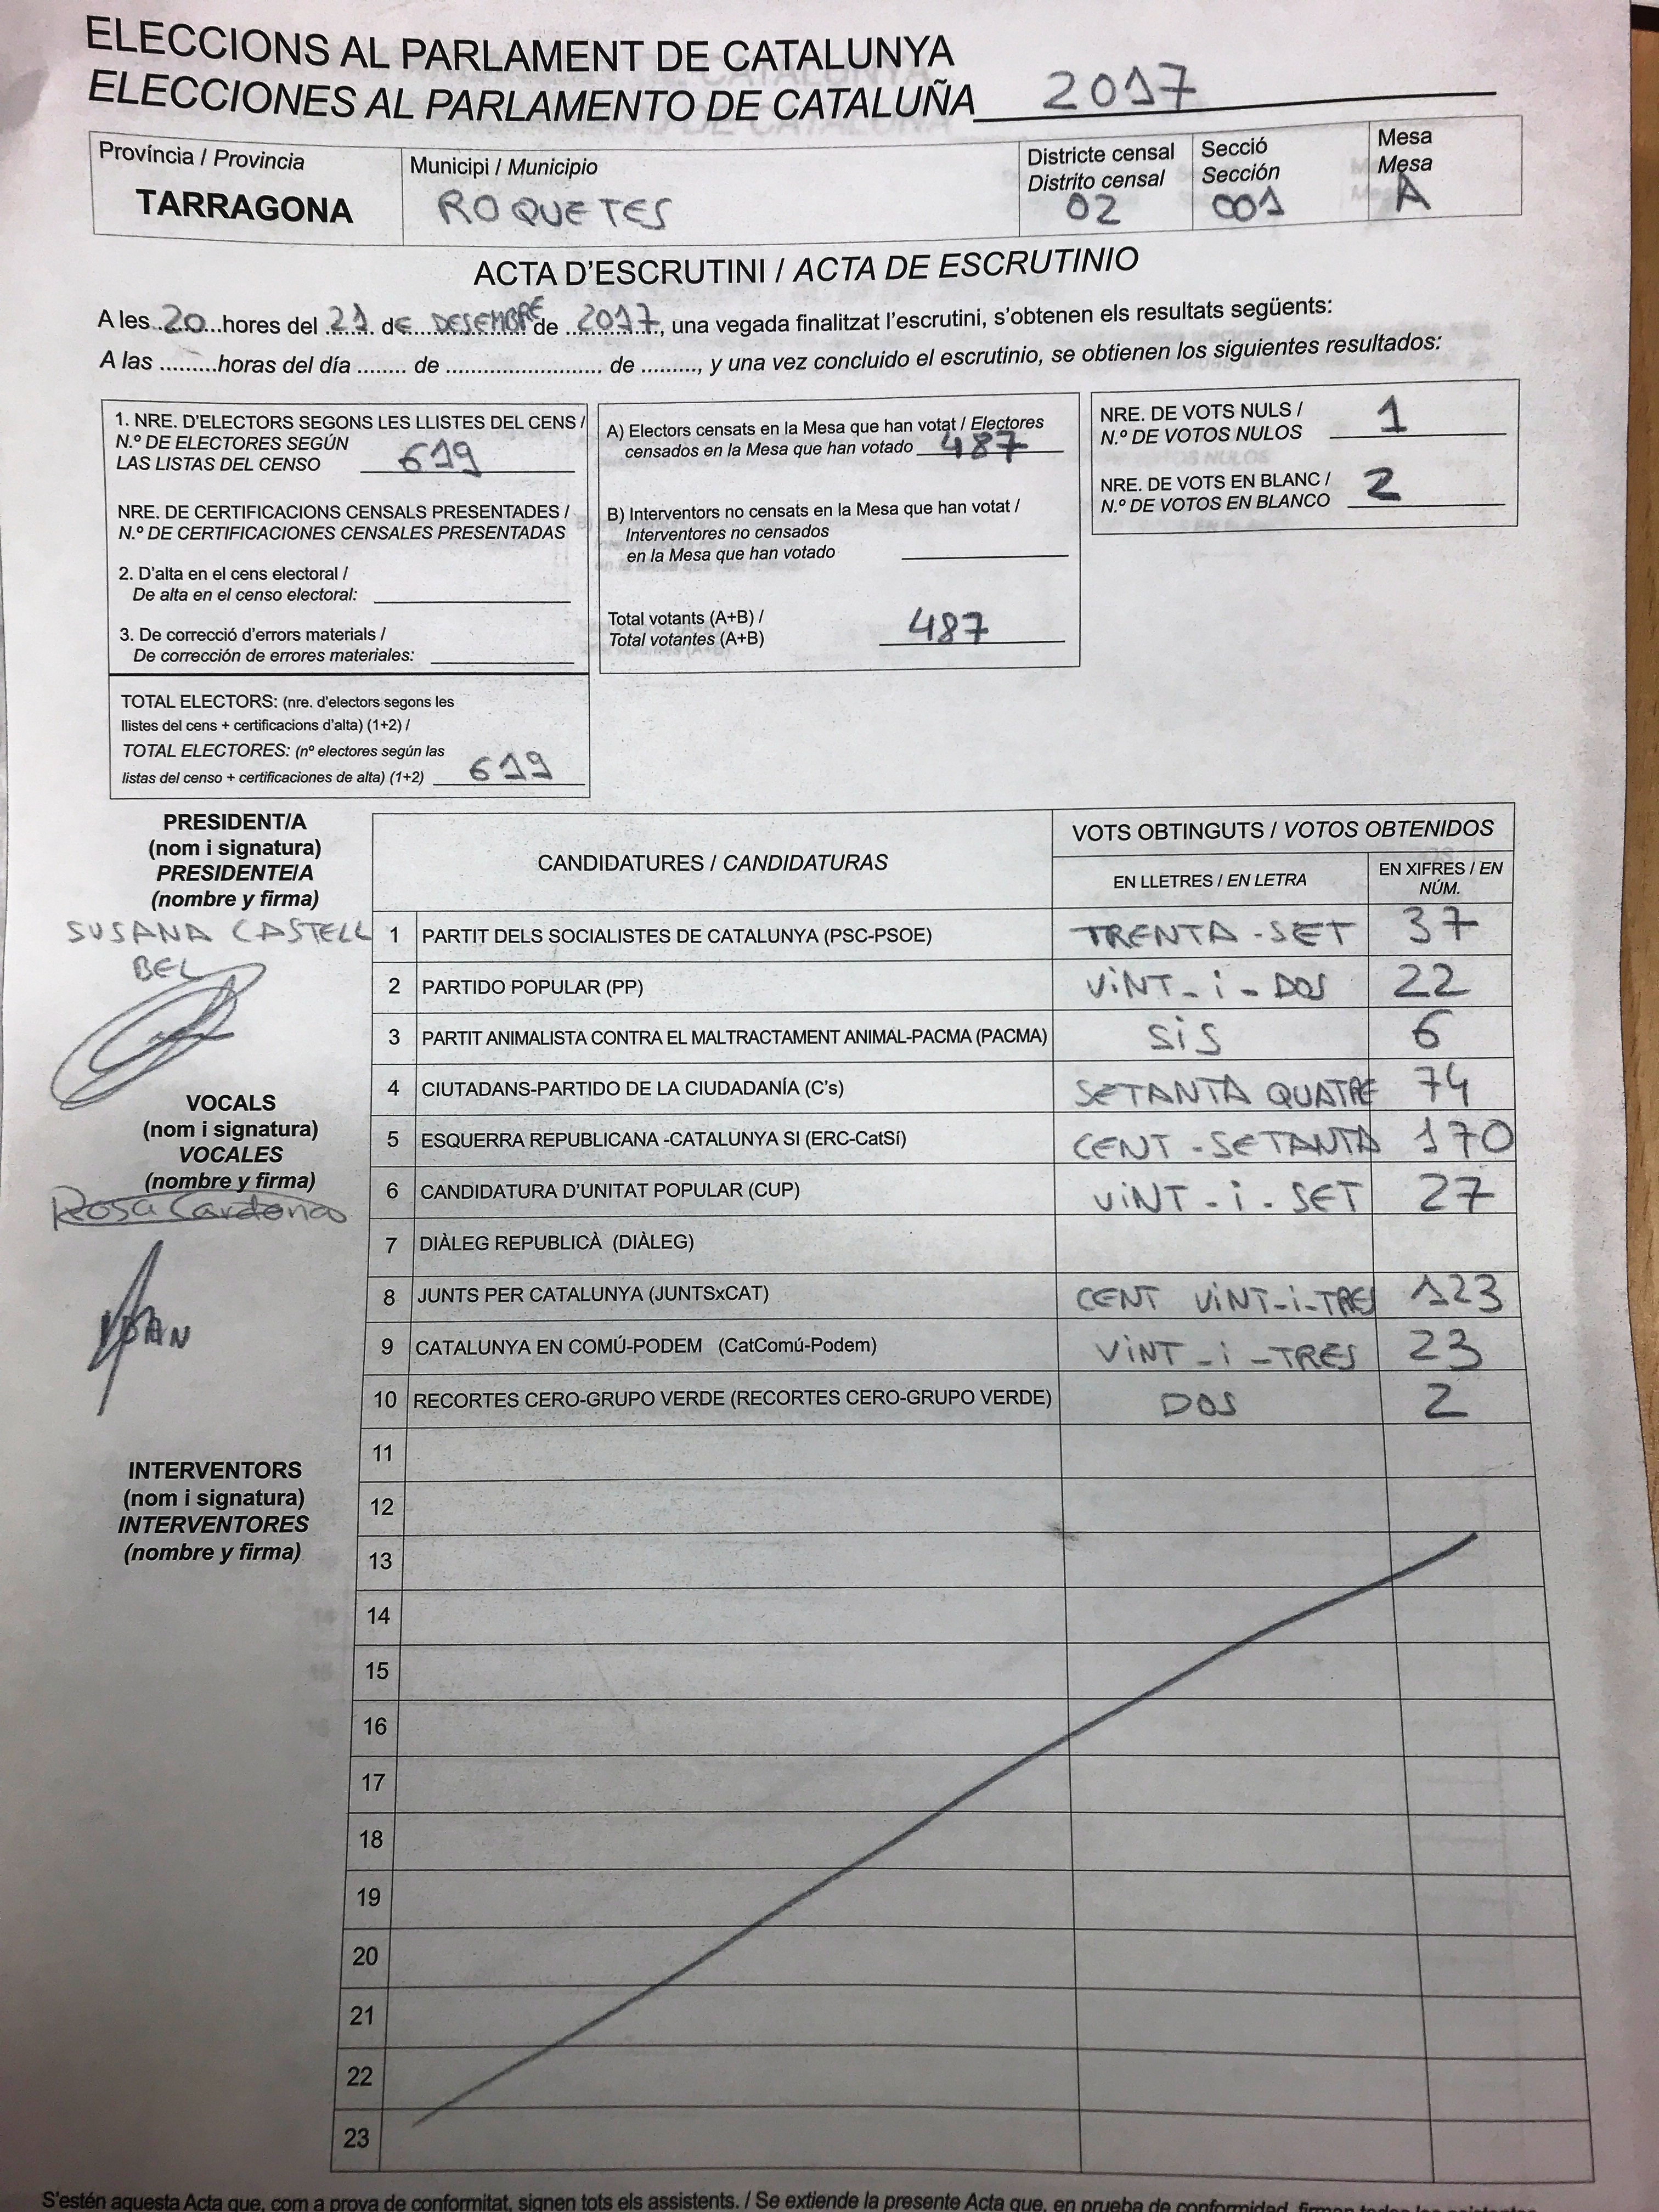 ELECCIONS AL PARLAMENT DE CATALUNYA
ELECCIONES AL PARLAMENTO DE CATALUÑA 2017
Província / Provincia
TARRAGONA
Municipi / Municipio
ROQUETES
Districte censal
Distrito censal
02
Secció
Sección
001
Mesa
Mesa
A
ACTA D'ESCRUTINI / ACTA DE ESCRUTINIO
A les 20 hores del 21 de DESEMBRE de 2017, una vegada finalitzat l'escrutini, s'obtenen els resultats següents:
A las .........horas del día ........ de .......................... de ........., y una vez concluido el escrutinio, se obtienen los siguientes resultados:
1. NRE. D'ELECTORS SEGONS LES LLISTES DEL CENS /
N.º DE ELECTORES SEGÚN
LAS LISTAS DEL CENSO 619
NRE. DE CERTIFICACIONS CENSALS PRESENTADES /
N.º DE CERTIFICACIONES CENSALES PRESENTADAS
2. D'alta en el cens electoral /
De alta en el censo electoral:
3. De correcció d'errors materials /
De corrección de errores materiales:
TOTAL ELECTORS: (nre. d'electors segons les
llistes del cens + certificacions d'alta) (1+2) /
TOTAL ELECTORES: (nº electores según las
listas del censo + certificaciones de alta) (1+2) 619
A) Electors censats en la Mesa que han votat / Electores
censados en la Mesa que han votado 487
B) Interventors no censats en la Mesa que han votat /
Interventores no censados
en la Mesa que han votado
Total votants (A+B) /
Total votantes (A+B) 487
NRE. DE VOTS NULS /
N.º DE VOTOS NULOS 1
NRE. DE VOTS EN BLANC /
N.º DE VOTOS EN BLANCO 2
PRESIDENT/A
(nom i signatura)
PRESIDENTE/A
(nombre y firma)
SUSANA CASTELL
BEL
VOCALS
(nom i signatura)
VOCALES
(nombre y firma)
Rosa Cardona
JOAN
INTERVENTORS
(nom i signatura)
INTERVENTORES
(nombre y firma)
CANDIDATURES / CANDIDATURAS
VOTS OBTINGUTS / VOTOS OBTENIDOS
EN LLETRES / EN LETRA
EN XIFRES / EN
NÚM.
1 PARTIT DELS SOCIALISTES DE CATALUNYA (PSC-PSOE) TRENTA-SET 37
2 PARTIDO POPULAR (PP) ViNT-i-DOS 22
3 PARTIT ANIMALISTA CONTRA EL MALTRACTAMENT ANIMAL-PACMA (PACMA) SiS 6
4 CIUTADANS-PARTIDO DE LA CIUDADANÍA (C's) SETANTA QUATRE 74
5 ESQUERRA REPUBLICANA -CATALUNYA SI (ERC-CatSí) CENT-SETANTA 170
6 CANDIDATURA D'UNITAT POPULAR (CUP) ViNT-i-SET 27
7 DIÀLEG REPUBLICÀ (DIÀLEG)
8 JUNTS PER CATALUNYA (JUNTSxCAT) CENT ViNT-i-TRES 123
9 CATALUNYA EN COMÚ-PODEM (CatComú-Podem) ViNT-i-TRES 23
10 RECORTES CERO-GRUPO VERDE (RECORTES CERO-GRUPO VERDE) DOS 2
11
12
13
14
15
16
17
18
19
20
21
22
23
S'estén aquesta Acta que, com a prova de conformitat, signen tots els assistents. / Se extiende la presente Acta que, en prueba de conformidad, firman todos los asistentes